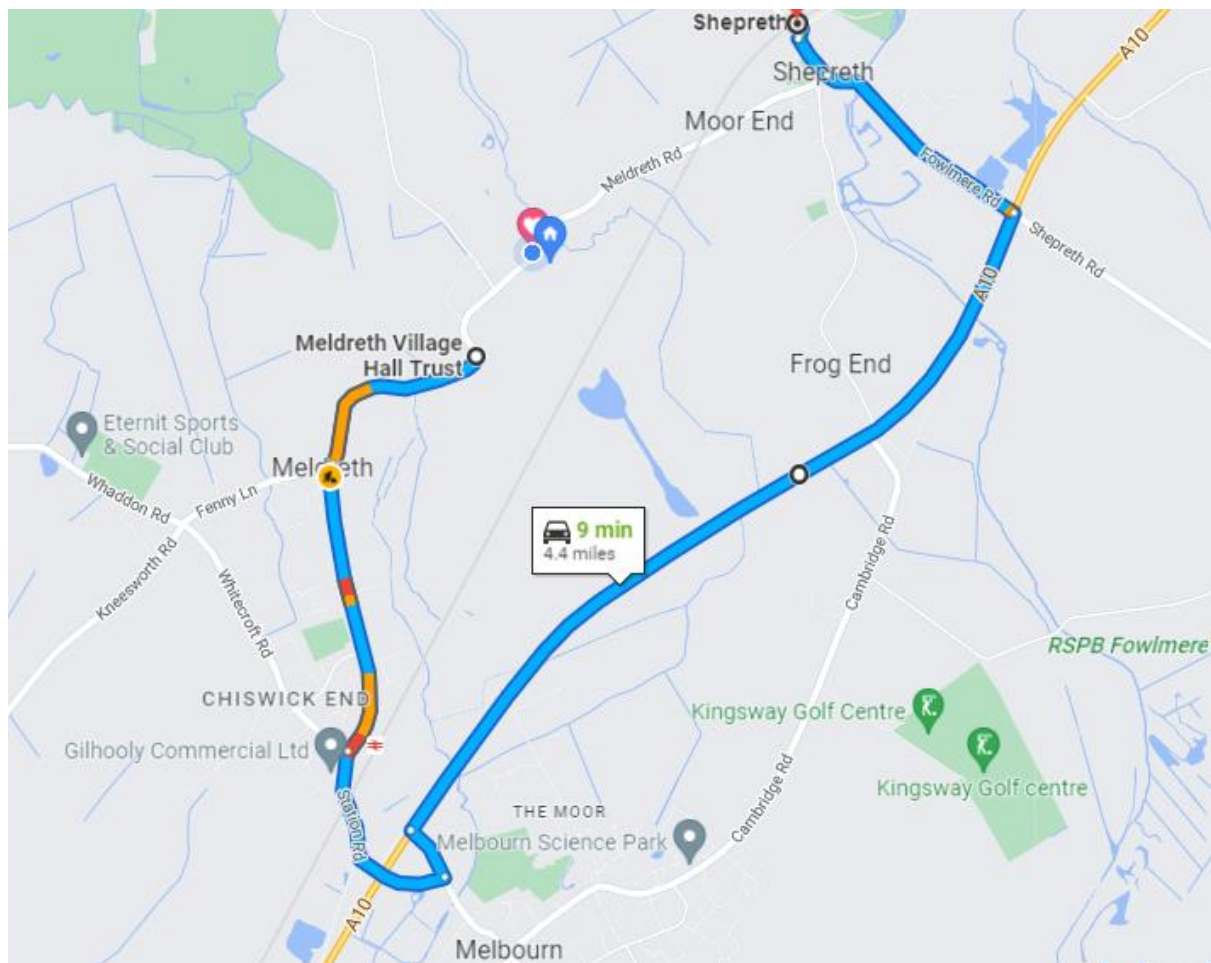 Shepreth
A10
Shepreth
Moor End
Meldreth Rd
Fowlmere Rd
Shepreth Rd
A10
Meldreth Village
Hall Trust
Frog End
Eternit Sports
& Social Club
Meldreth
Whaddon Rd
Fenny Ln
9 min
4.4 miles
Kneesworth Rd
Whitecroft Rd
Cambridge Rd
RSPB Fowlmere
CHISWICK END
Kingsway Golf Centre
Gilhooly Commercial Ltd
Kingsway Golf centre
Station Rd
THE MOOR
Cambridge Rd
Melbourn Science Park
A10
Melbourn